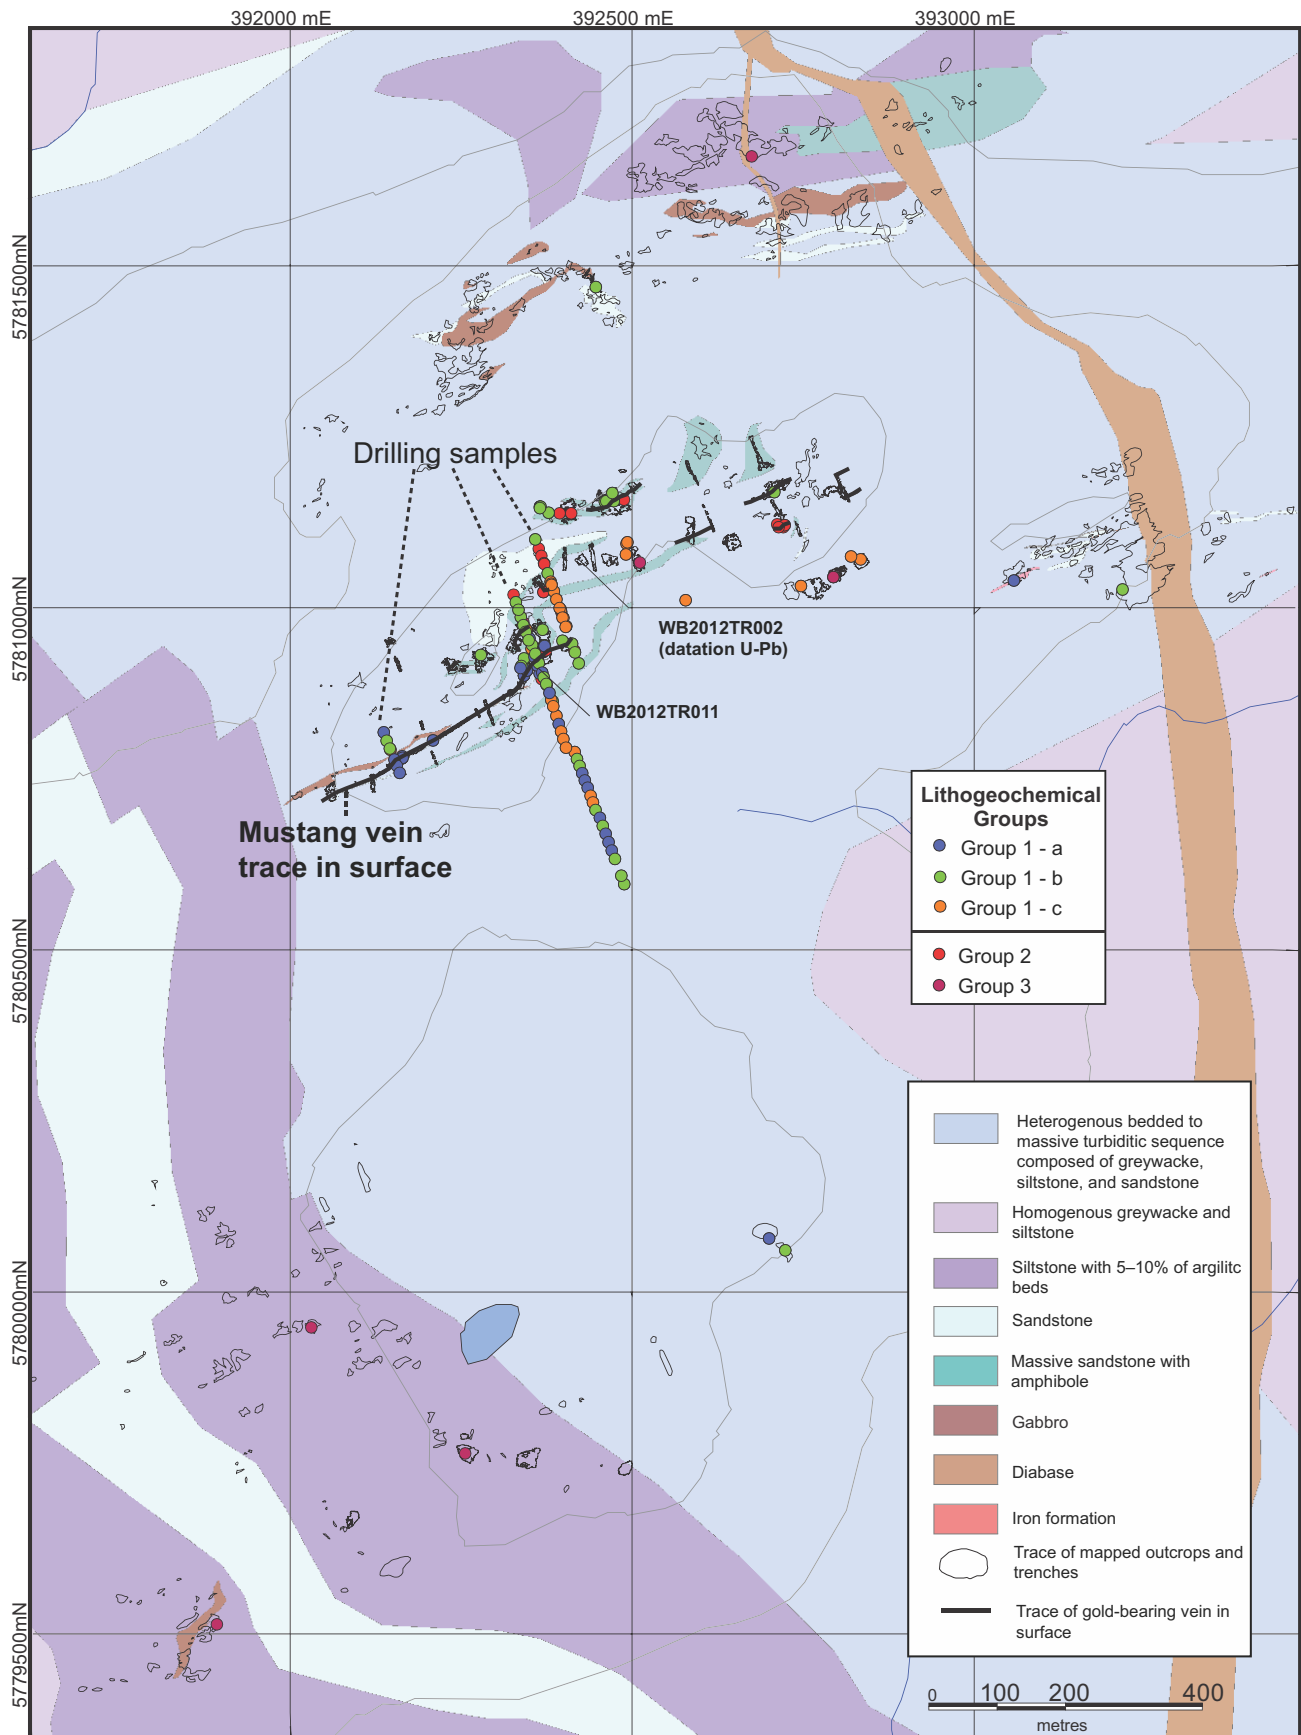 392000 mE
392500 mE
393000 mE
5781500mN
5781000mN
5780500mN
5780000mN
5779500mN
Drilling samples
WB2012TR002
(datation U-Pb)
WB2012TR011
Mustang vein
trace in surface
Lithogeochemical
Groups
Group 1 - a
Group 1 - b
Group 1 - c
Group 2
Group 3
Heterogenous bedded to
massive turbiditic sequence
composed of greywacke,
siltstone, and sandstone
Homogenous greywacke and
siltstone
Siltstone with 5–10% of argilitc
beds
Sandstone
Massive sandstone with
amphibole
Gabbro
Diabase
Iron formation
Trace of mapped outcrops and
trenches
Trace of gold-bearing vein in
surface
0 100 200 400
metres